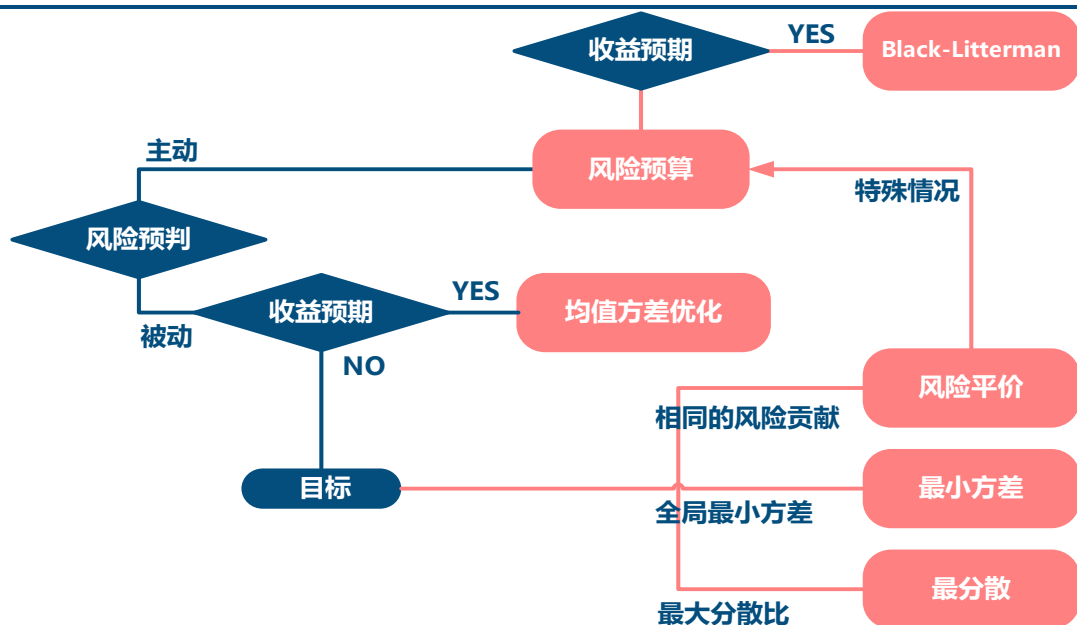 收益预期
YES
Black-Litterman
主动
风险预算
特殊情况
风险预判
收益预期
YES
均值方差优化
被动
NO
风险平价
相同的风险贡献
目标
最小方差
全局最小方差
最分散
最大分散比